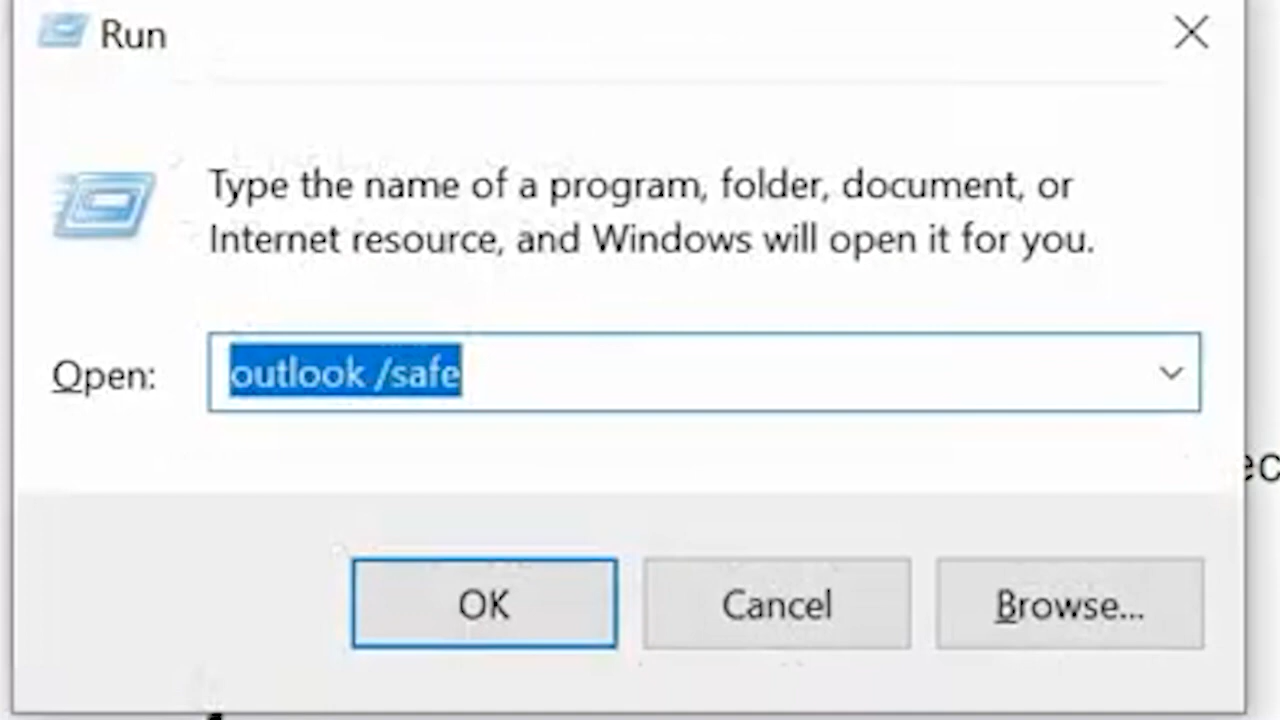 Run
Type the name of a program, folder, document, or
Internet resource, and Windows will open it for you.
Open:
outlook /safe
ec
OK
Cancel
Browse...